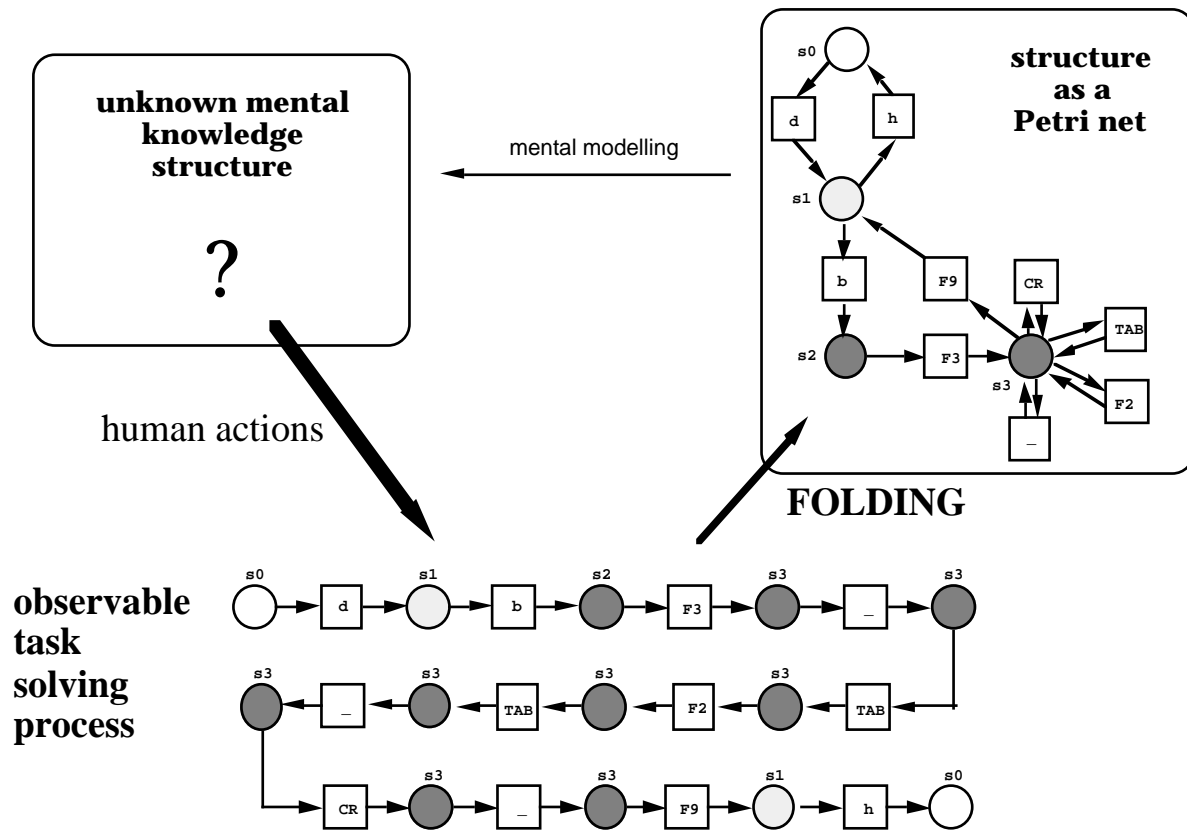 unknown mental
knowledge
structure
?
mental modelling
structure
as a
Petri net
s0
d
h
s1
b
F9
CR
TAB
s2
F3
s3
F2
_
human actions
FOLDING
observable
task
solving
process
s0 d s1 b s2 F3 s3 _ s3
s3 _ s3 TAB s3 F2 s3 TAB
CR s3 _ s3 F9 s1 h s0